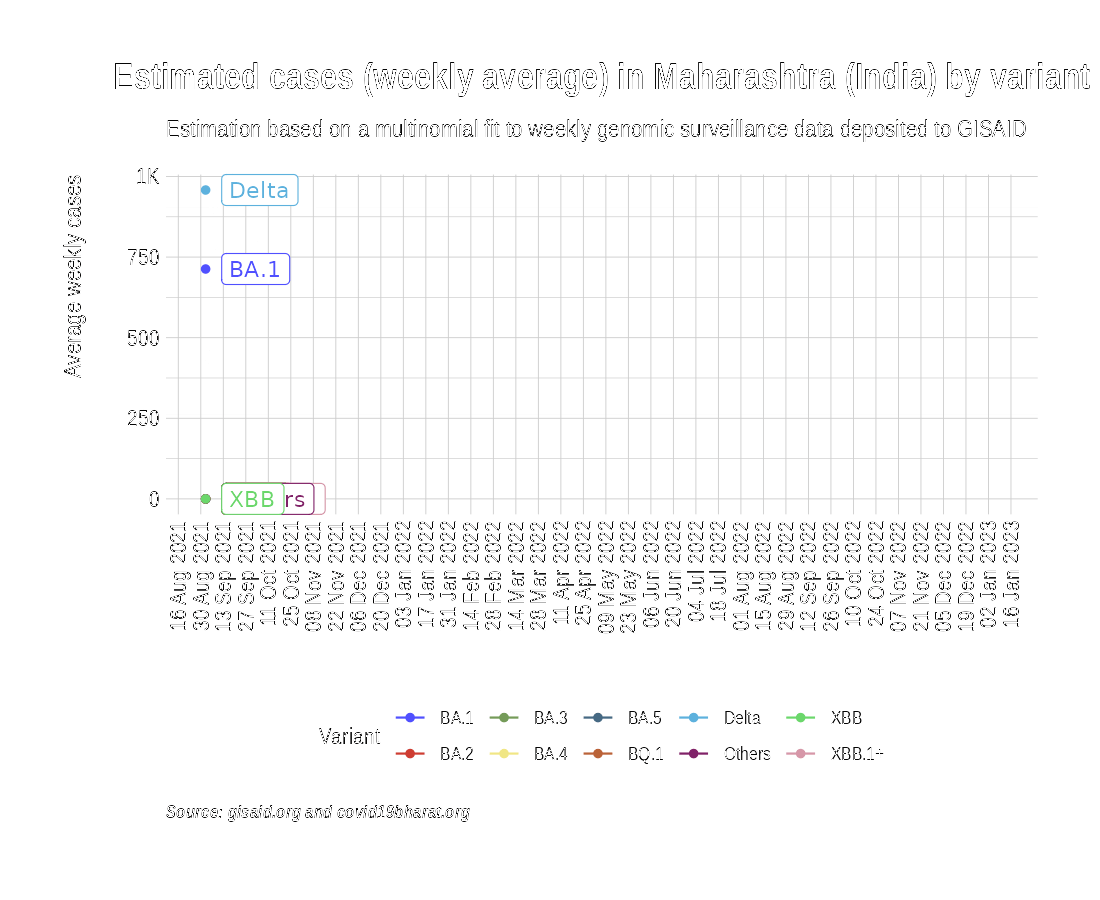 Estimated cases (weekly average) in Maharashtra (India) by variant
Estimation based on a multinomial fit to weekly genomic surveillance data deposited to GISAID
Average weekly cases
1K
750
500
250
0
Delta
BA.1
XBB
rs
16 Aug 2021
30 Aug 2021
13 Sep 2021
27 Sep 2021
11 Oct 2021
25 Oct 2021
08 Nov 2021
22 Nov 2021
06 Dec 2021
20 Dec 2021
03 Jan 2022
17 Jan 2022
31 Jan 2022
14 Feb 2022
28 Feb 2022
14 Mar 2022
28 Mar 2022
11 Apr 2022
25 Apr 2022
09 May 2022
23 May 2022
06 Jun 2022
20 Jun 2022
04 Jul 2022
18 Jul 2022
01 Aug 2022
15 Aug 2022
29 Aug 2022
12 Sep 2022
26 Sep 2022
10 Oct 2022
24 Oct 2022
07 Nov 2022
21 Nov 2022
05 Dec 2022
19 Dec 2022
02 Jan 2023
16 Jan 2023
Variant
BA.1 BA.3 BA.5 Delta XBB
BA.2 BA.4 BQ.1 Others XBB.1+
Source: gisaid.org and covid19bharat.org